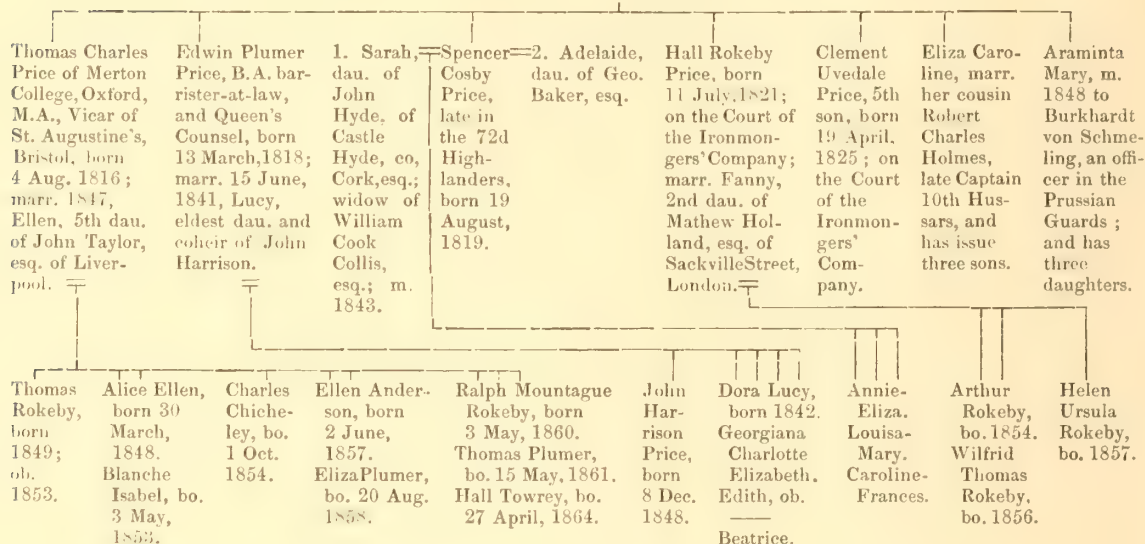 Thomas Charles
Price of Merton
College, Oxford,
M.A., Vicar of
St. Augustine's,
Bristol, born
4 Aug. 1816;
marr. 1847,
Ellen, 5th dau.
of John Taylor,
esq. of Liver-
pool.
Edwin Plumer
Price, B.A. bar-
rister-at-law,
and Queen's
Counsel, born
13 March, 1818;
marr. 15 June,
1841, Lucy,
eldest dau. and
coheir of John
Harrison.
1. Sarah,
dau. of
John
Hyde, of
Castle
Hyde, co,
Cork, esq.;
widow of
William
Cook
Collis,
esq.; m.
1843.
Spencer
Cosby
Price,
late in
the 72d
High-
landers,
born 19
August,
1819.
2. Adelaide,
dau. of Geo.
Baker, esq.
Hall Rokeby
Price, born
11 July, 1821;
on the Court of
the Ironmon-
gers' Company;
marr. Fanny,
2nd dau. of
Mathew Hol-
land, esq. of
Sackville Street,
London.
Clement
Uvedale
Price, 5th
son, born
19 April,
1825; on
the Court
of the
Ironmon-
gers'
Com-
pany.
Eliza Caro-
line, marr.
her cousin
Robert
Charles
Holmes,
late Captain
10th Hus-
sars, and
has issue
three sons.
Araminta
Mary, m.
1848 to
Burkhardt
von Schme-
ling, an offi-
cer in the
Prussian
Guards;
and has
three
daughters.
Thomas
Rokeby,
born
1849;
ob.
1853.
Alice Ellen,
born 30
March,
1848.
Blanche
Isabel, bo.
3 May,
1853.
Charles
Chiche-
ley, bo.
1 Oct.
1854.
Ellen Ander-
son, born
2 June,
1857.
Eliza Plumer,
bo. 20 Aug.
1858.
Ralph Mountague
Rokeby, born
3 May, 1860.
Thomas Plumer,
bo. 15 May, 1861.
Hall Towrey, bo.
27 April, 1864.
John
Har-
rison
Price,
born
8 Dec.
1848.
Dora Lucy,
born 1842.
Georgiana
Charlotte
Elizabeth.
Edith, ob.
——
Beatrice.
Annie-
Eliza.
Louisa-
Mary.
Caroline-
Frances.
Arthur
Rokeby,
bo. 1854.
Wilfrid
Thomas
Rokeby,
bo. 1856.
Helen
Ursula
Rokeby,
bo. 1857.